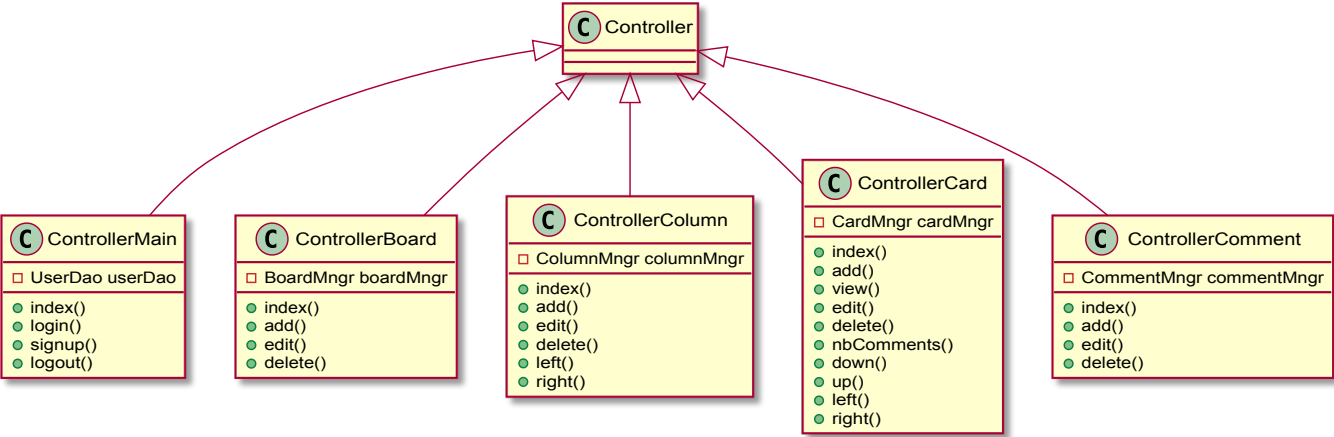 C Controller
C ControllerMain
UserDao userDao
index()
login()
signup()
logout()
C ControllerBoard
BoardMngr boardMngr
index()
add()
edit()
delete()
C ControllerColumn
ColumnMngr columnMngr
index()
add()
edit()
delete()
left()
right()
C ControllerCard
CardMngr cardMngr
index()
add()
view()
edit()
delete()
nbComments()
down()
up()
left()
right()
C ControllerComment
CommentMngr commentMngr
index()
add()
edit()
delete()